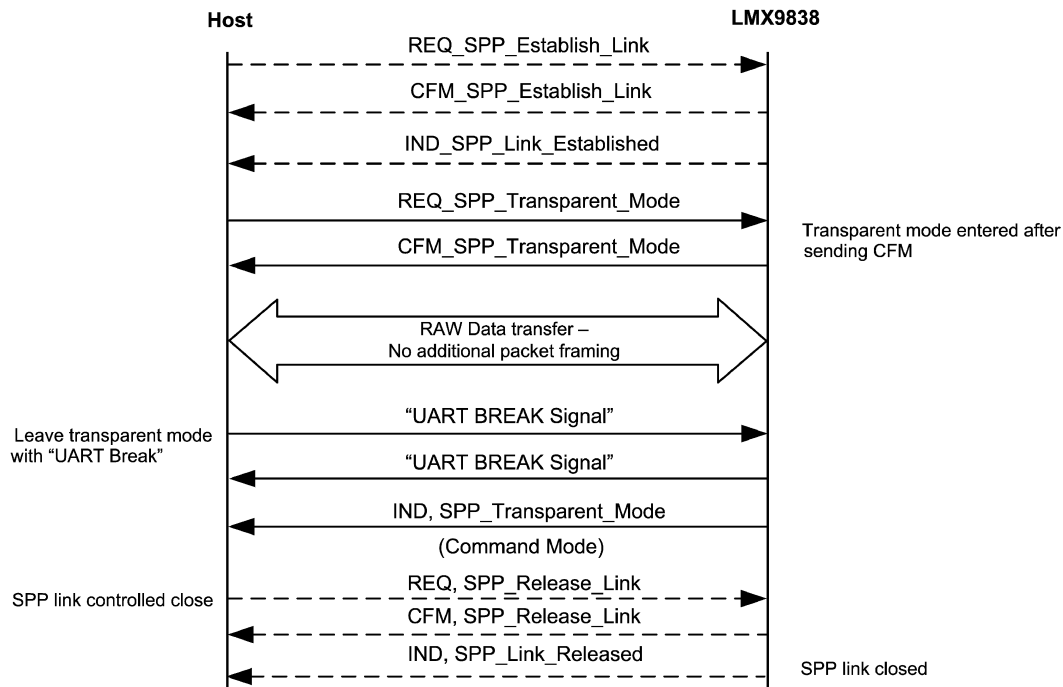 Host
LMX9838
REQ_SPP_Establish_Link
CFM_SPP_Establish_Link
IND_SPP_Link_Established
REQ_SPP_Transparent_Mode
Transparent mode entered after
sending CFM
CFM_SPP_Transparent_Mode
RAW Data transfer –
No additional packet framing
“UART BREAK Signal”
Leave transparent mode
with “UART Break”
“UART BREAK Signal”
IND, SPP_Transparent_Mode
(Command Mode)
REQ, SPP_Release_Link
SPP link controlled close
CFM, SPP_Release_Link
IND, SPP_Link_Released
SPP link closed